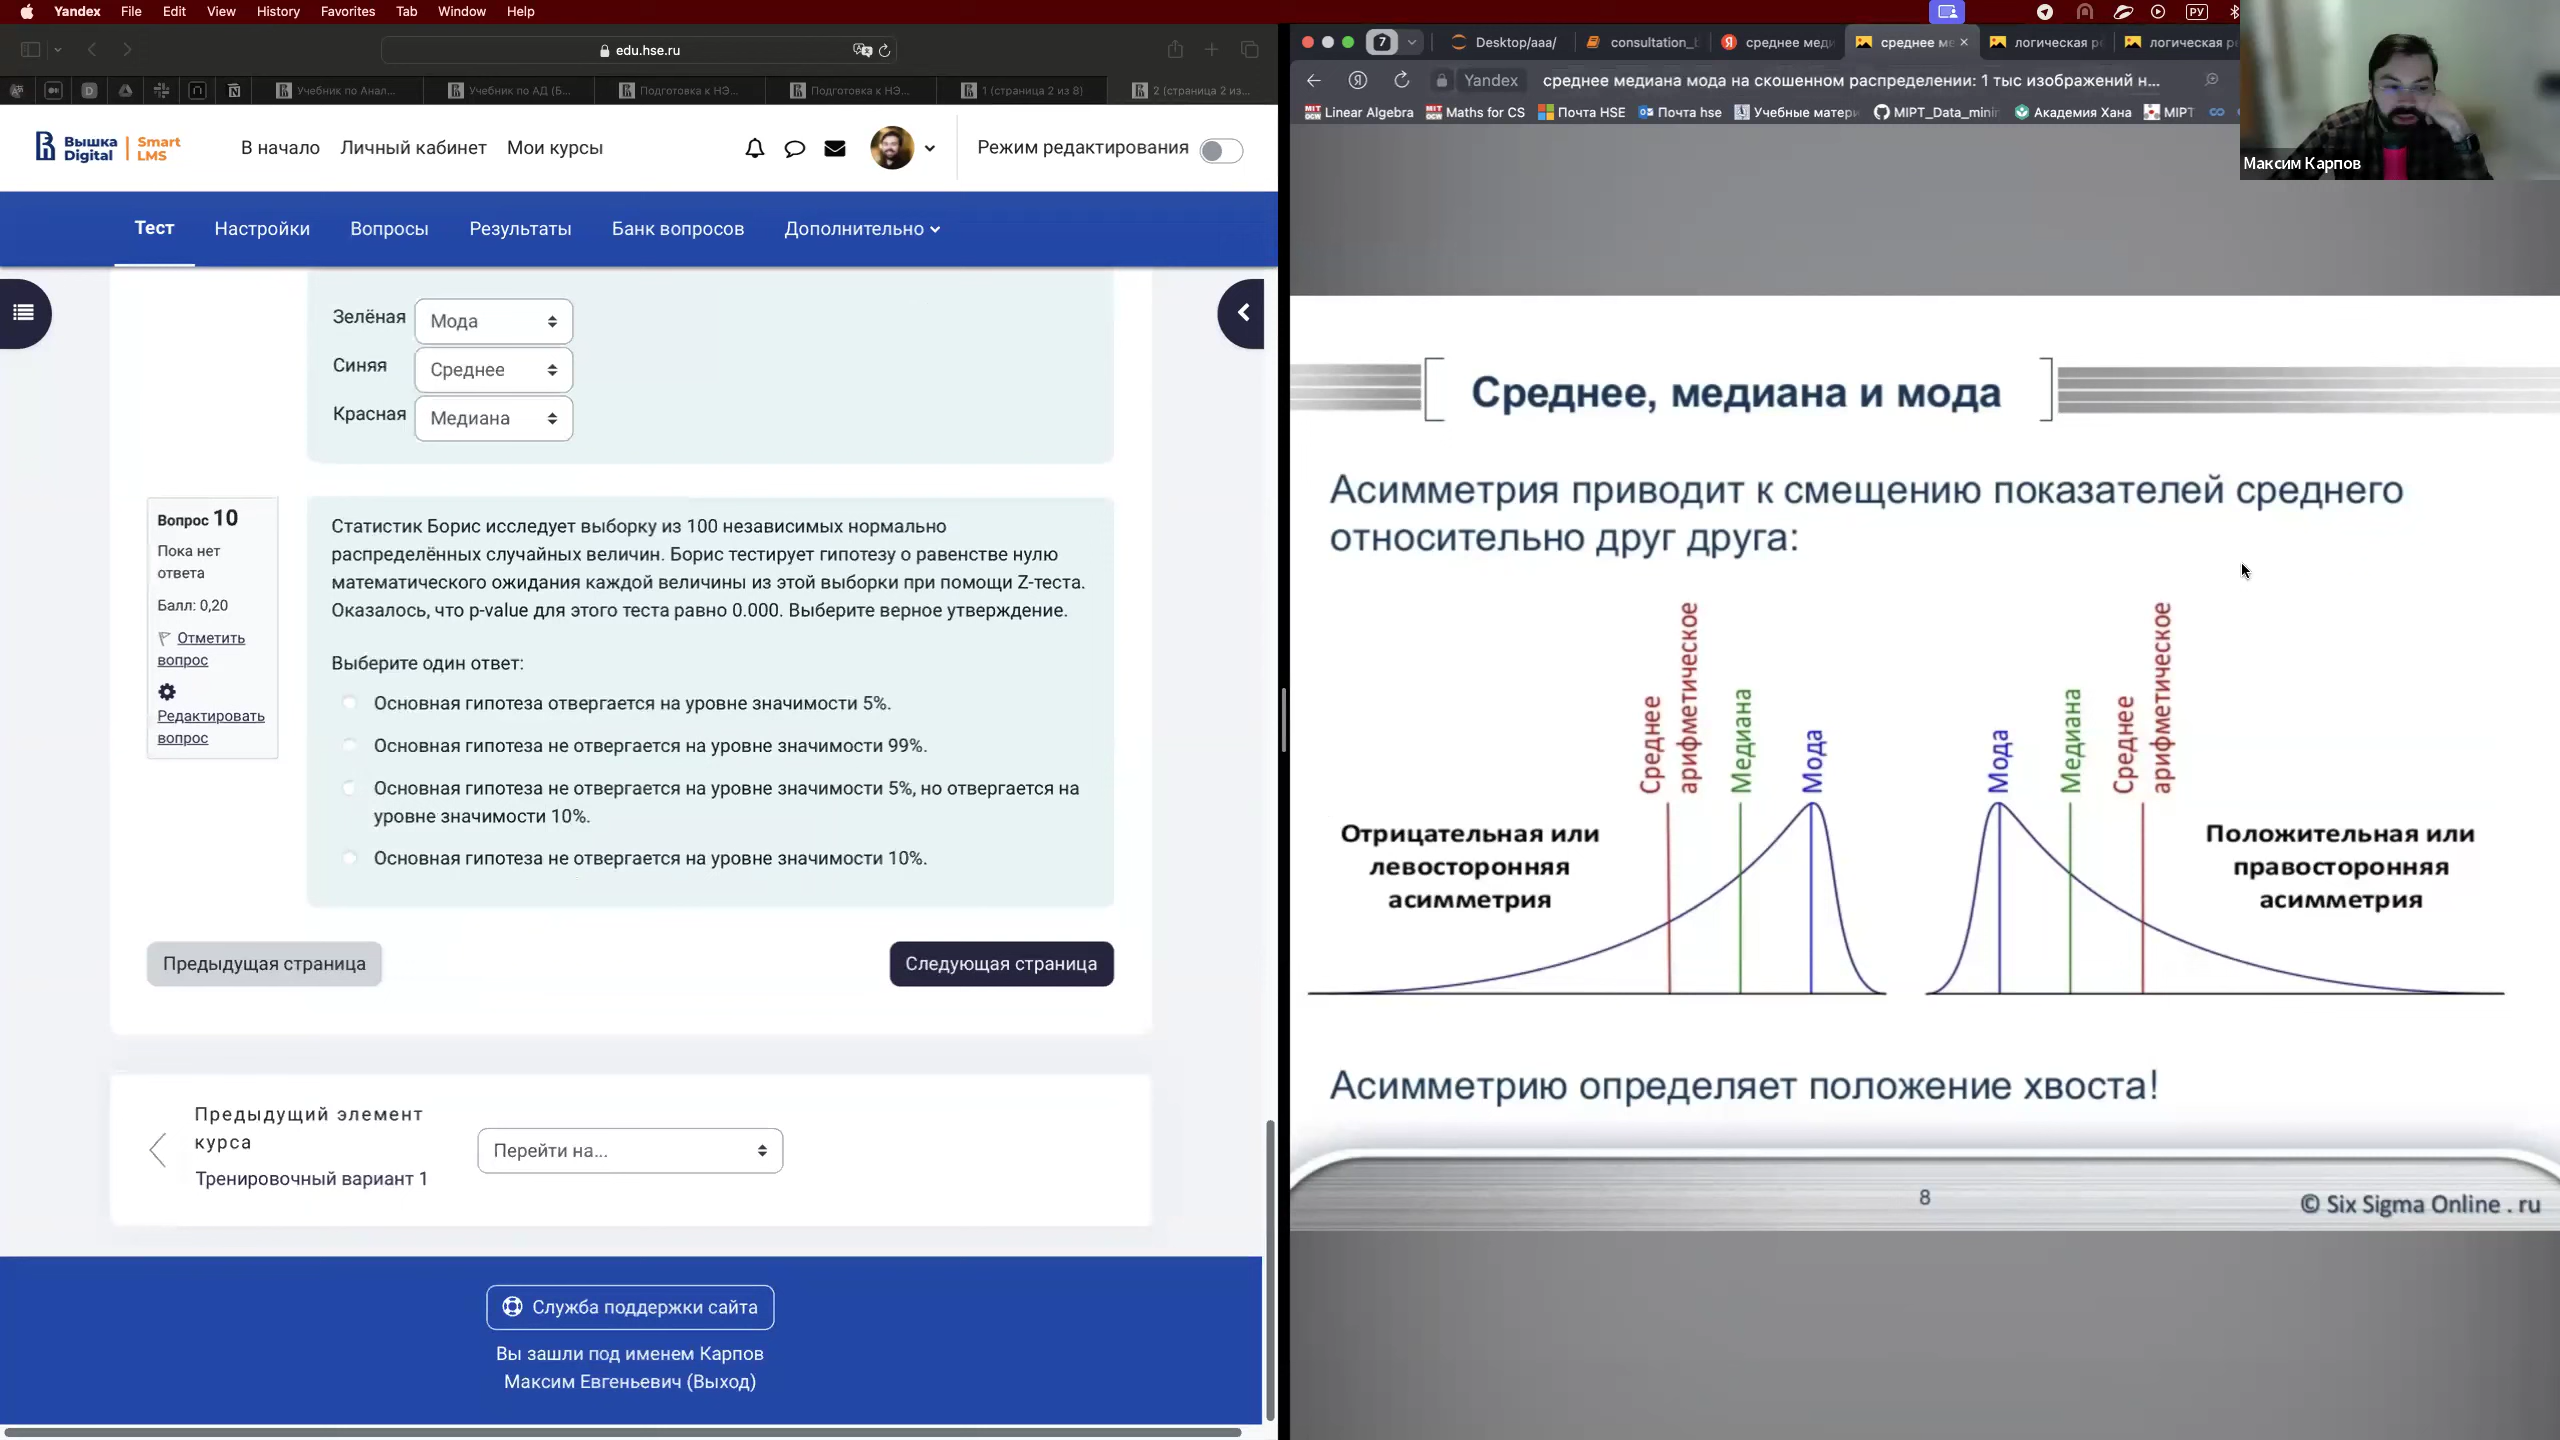 Yandex File Edit View History Favorites Tab Window Help
РУ
edu.hse.ru
Учебник по Анал...
Учебник по АД (Б...
Подготовка к НЭ...
Подготовка к НЭ...
1 (страница 2 из 8)
2 (страница 2 из...
Вышка Digital Smart LMS
В начало
Личный кабинет
Мои курсы
Режим редактирования
Тест
Настройки
Вопросы
Результаты
Банк вопросов
Дополнительно
Зелёная Мода
Синяя Среднее
Красная Медиана
Вопрос 10
Пока нет
ответа
Балл: 0,20
Отметить
вопрос
Редактировать
вопрос
Статистик Борис исследует выборку из 100 независимых нормально
распределённых случайных величин. Борис тестирует гипотезу о равенстве нулю
математического ожидания каждой величины из этой выборки при помощи Z-теста.
Оказалось, что p-value для этого теста равно 0.000. Выберите верное утверждение.
Выберите один ответ:
Основная гипотеза отвергается на уровне значимости 5%.
Основная гипотеза не отвергается на уровне значимости 99%.
Основная гипотеза не отвергается на уровне значимости 5%, но отвергается на
уровне значимости 10%.
Основная гипотеза не отвергается на уровне значимости 10%.
Предыдущая страница
Следующая страница
Предыдущий элемент
курса
Тренировочный вариант 1
Перейти на...
Служба поддержки сайта
Вы зашли под именем Карпов
Максим Евгеньевич (Выход)
7
Desktop/aaa/
consultation_
среднее меди
среднее ме
логическая р
логическая р
Yandex
среднее медиана мода на скошенном распределении: 1 тыс изображений н...
Linear Algebra
Maths for CS
Почта HSE
Почта hse
Учебные матери
MIPT_Data_mini
Академия Хана
MIPT
Максим Карпов
Среднее, медиана и мода
Асимметрия приводит к смещению показателей среднего
относительно друг друга:
Среднее
арифметическое
Медиана
Мода
Мода
Медиана
Среднее
арифметическое
Отрицательная или
левосторонняя
асимметрия
Положительная или
правосторонняя
асимметрия
Асимметрию определяет положение хвоста!
8
© Six Sigma Online . ru